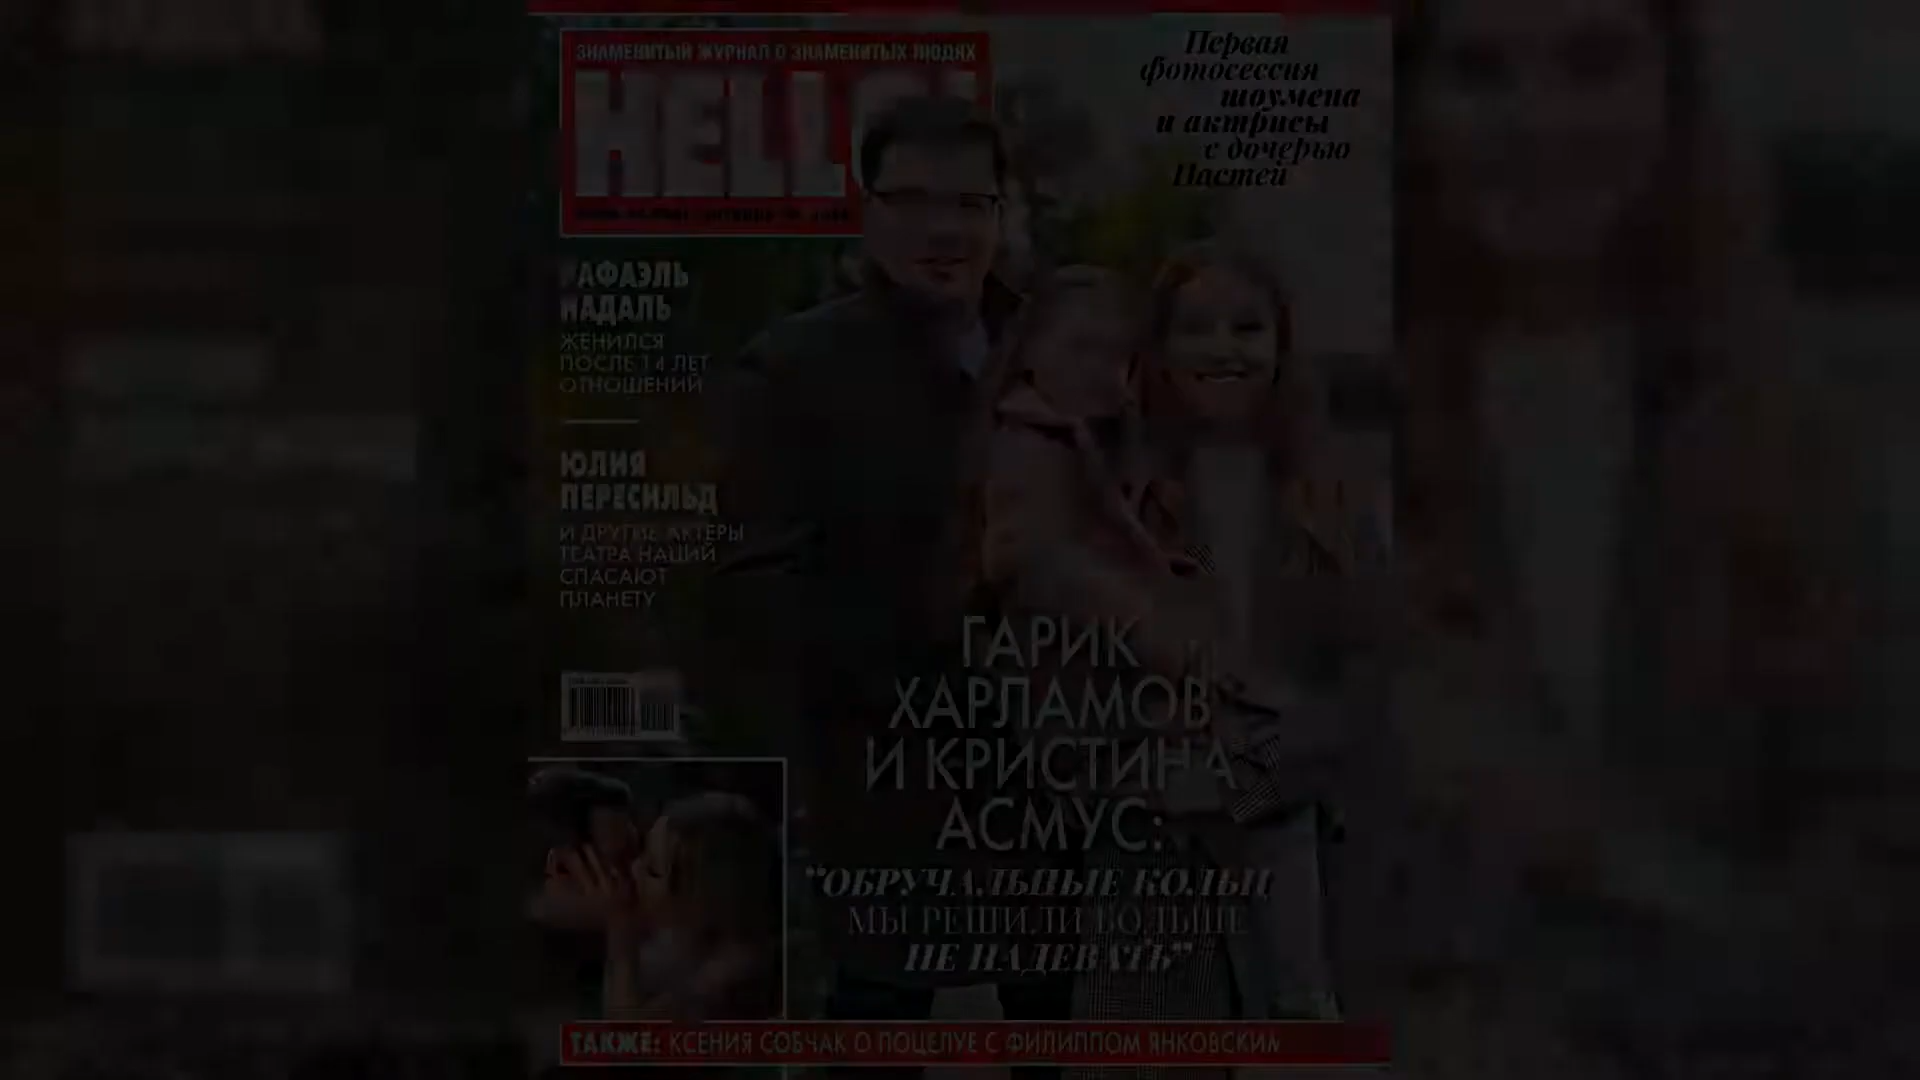 ЗНАМЕНИТЫЙ ЖУРНАЛ О ЗНАМЕНИТЫХ ЛЮДЯХ
HELLO!
Первая
фотосессия
шоумена
и актрисы
с дочерью
Настей
РАФАЭЛЬ
НАДАЛЬ
ЖЕНИЛСЯ
ПОСЛЕ 14 ЛЕТ
ОТНОШЕНИЙ
ЮЛИЯ
ПЕРЕСИЛЬД
И ДРУГИЕ АКТЕРЫ
ТЕАТРА НАЦИЙ
СПАСАЮТ
ПЛАНЕТУ
ГАРИК
ХАРЛАМОВ
И КРИСТИНА
АСМУС:
"ОБРУЧАЛЬНЫЕ КОЛЬЦА
МЫ РЕШИЛИ БОЛЬШЕ
НЕ НАДЕВАТЬ"
ТАКЖЕ: КСЕНИЯ СОБЧАК О ПОЦЕЛУЕ С ФИЛИППОМ ЯНКОВСКИМ